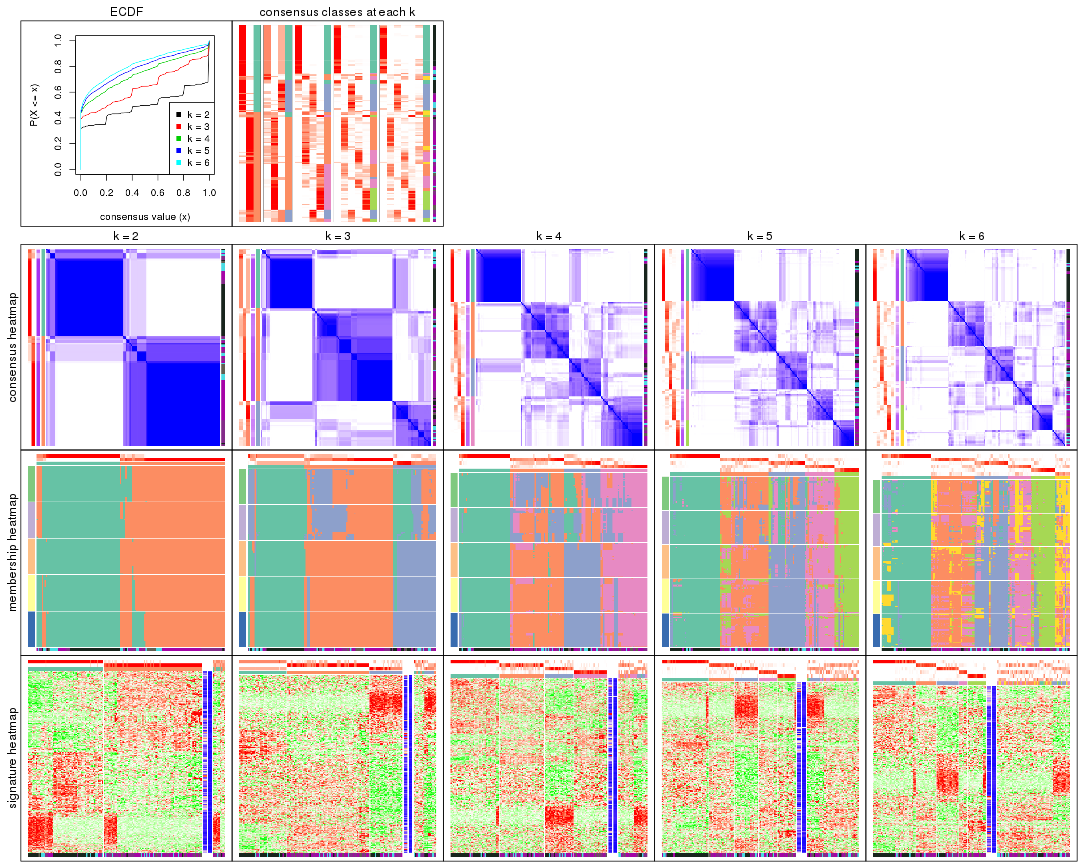 ECDF
consensus classes at each k
P(X <= x)
0.0 0.2 0.4 0.6 0.8 1.0
k = 2
k = 3
k = 4
k = 5
k = 6
0.0 0.2 0.4 0.6 0.8 1.0
consensus value (x)
k = 2
k = 3
k = 4
k = 5
k = 6
consensus heatmap
membership heatmap
signature heatmap